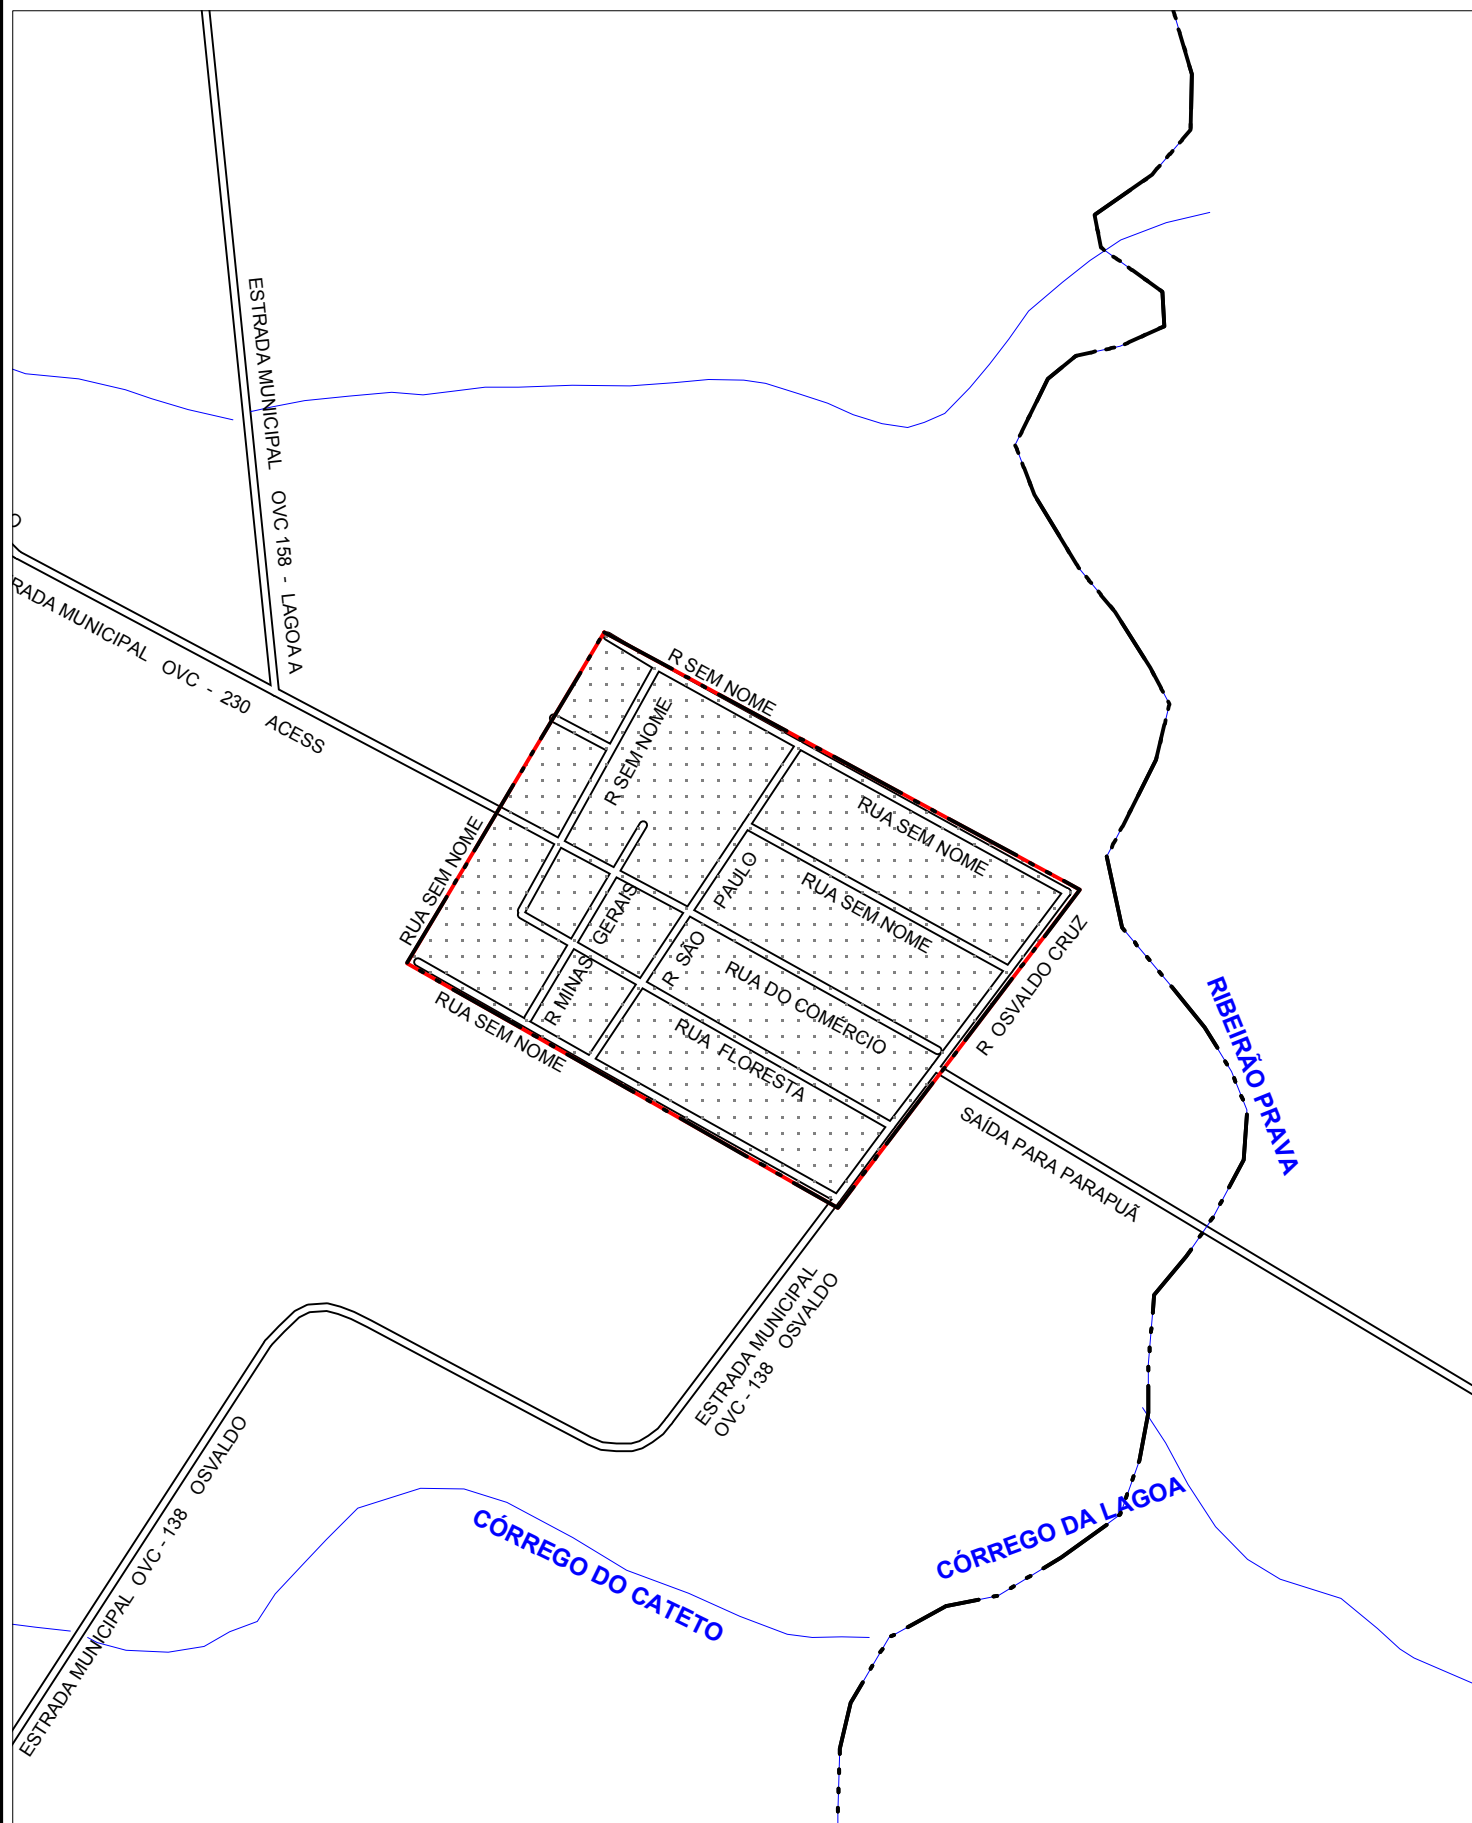 ESTRADA MUNICIPAL   OVC 158 - LAGOA A
O
RADA MUNICIPAL   OVC - 230   ACESS
R SEM NOME
R SEM NOME
RUA SEM NOME
RUA SEM NOME
RUA SEM NOME
R SÃO PAULO
R MINAS GERAIS
RUA DO COMÉRCIO
R OSVALDO CRUZ
RUA SEM NOME
RUA FLORESTA
RIBEIRÃO PRAVA
SAÍDA PARA PARAPUÃ
ESTRADA MUNICIPAL
OVC - 138   OSVALDO
ESTRADA MUNICIPAL OVC - 138   OSVALDO
CÓRREGO DO CATETO
CÓRREGO DA LAGOA